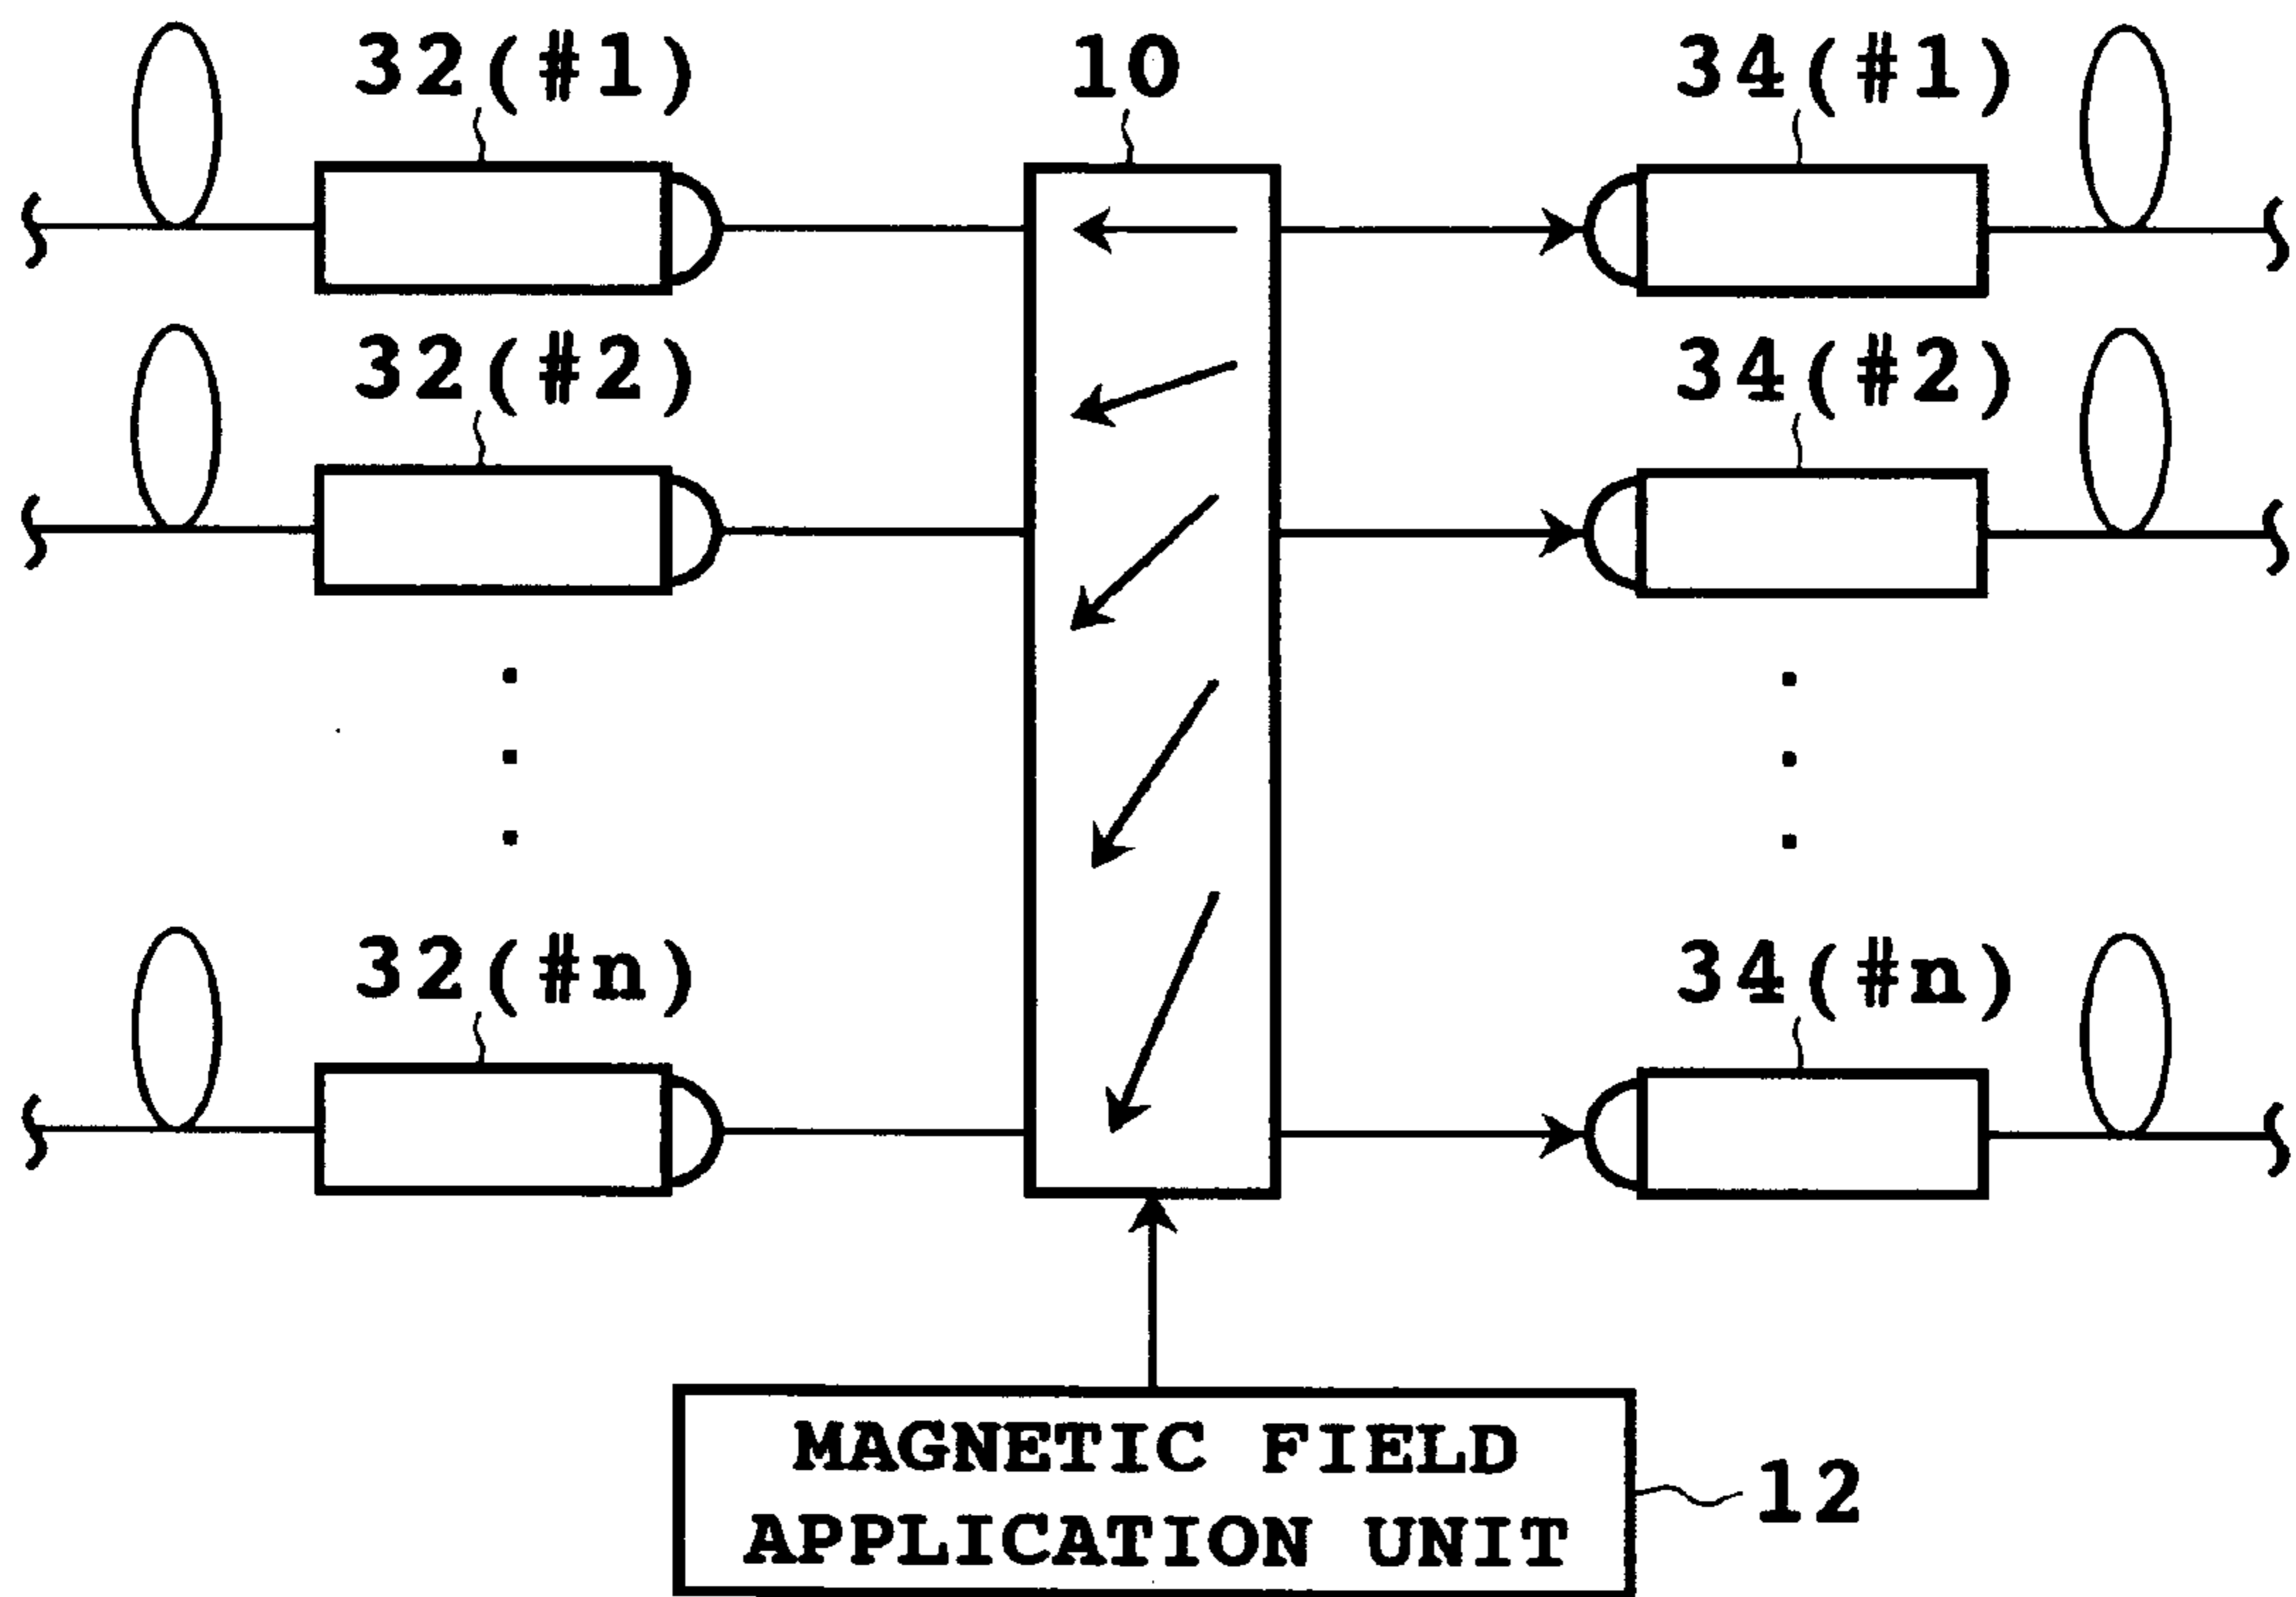 32(#1)
10
34(#1)
32(#2)
34(#2)
32(#n)
34(#n)
MAGNETIC FIELD
APPLICATION UNIT
12